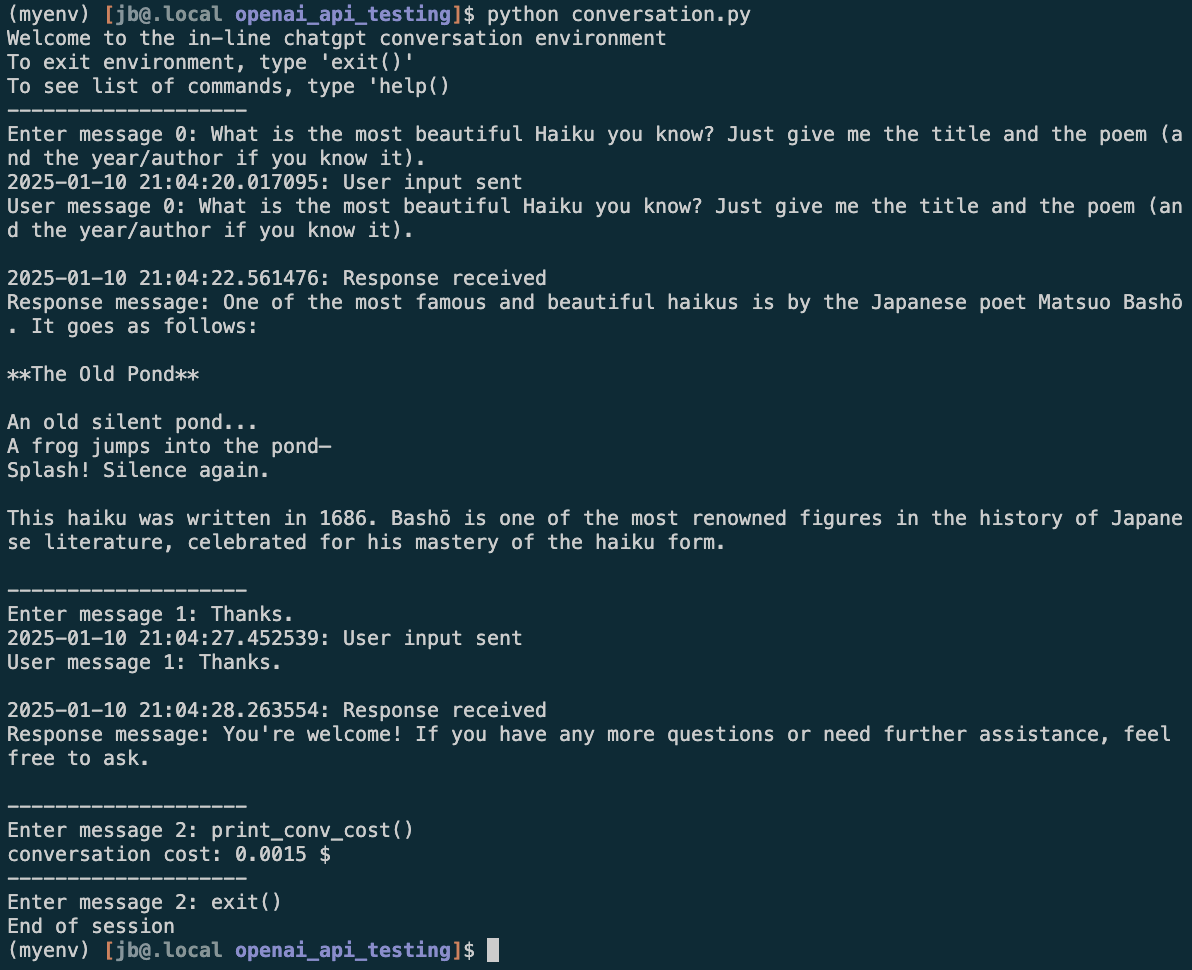 (myenv) [jb@.local openai_api_testing]$ python conversation.py
Welcome to the in-line chatgpt conversation environment
To exit environment, type 'exit()'
To see list of commands, type 'help()
--------------------
Enter message 0: What is the most beautiful Haiku you know? Just give me the title and the poem (a
nd the year/author if you know it).
2025-01-10 21:04:20.017095: User input sent
User message 0: What is the most beautiful Haiku you know? Just give me the title and the poem (an
d the year/author if you know it).
2025-01-10 21:04:22.561476: Response received
Response message: One of the most famous and beautiful haikus is by the Japanese poet Matsuo Bashō
. It goes as follows:
**The Old Pond**
An old silent pond...
A frog jumps into the pond—
Splash! Silence again.
This haiku was written in 1686. Bashō is one of the most renowned figures in the history of Japane
se literature, celebrated for his mastery of the haiku form.
--------------------
Enter message 1: Thanks.
2025-01-10 21:04:27.452539: User input sent
User message 1: Thanks.
2025-01-10 21:04:28.263554: Response received
Response message: You're welcome! If you have any more questions or need further assistance, feel
free to ask.
--------------------
Enter message 2: print_conv_cost()
conversation cost: 0.0015 $
--------------------
Enter message 2: exit()
End of session
(myenv) [jb@.local openai_api_testing]$